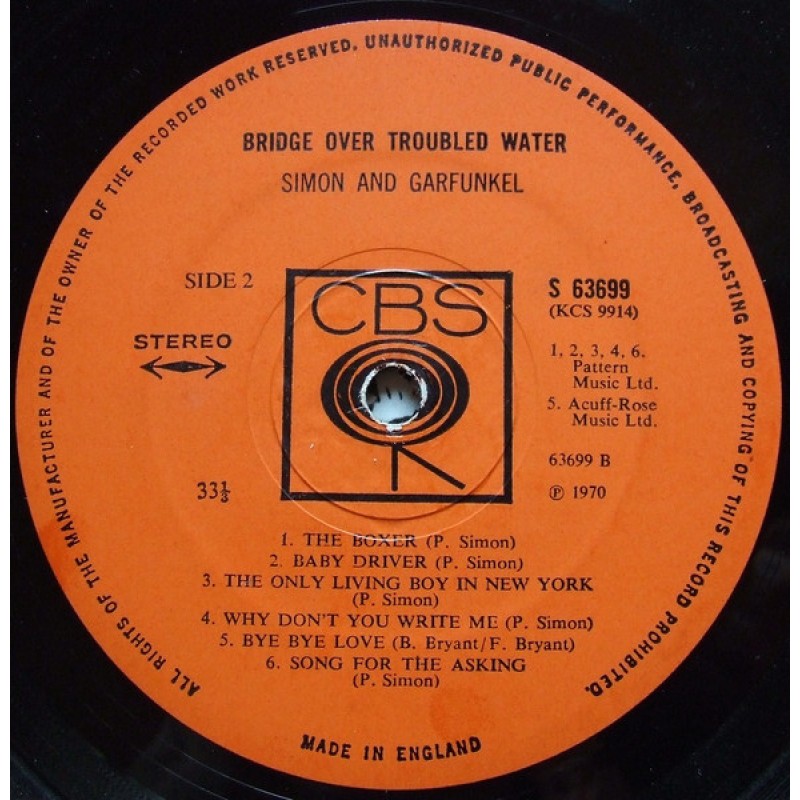 ALL RIGHTS OF THE MANUFACTURER AND OF THE OWNER OF THE RECORDED WORK RESERVED. UNAUTHORIZED PUBLIC PERFORMANCE, BROADCASTING AND COPYING OF THIS RECORD PROHIBITED.
BRIDGE OVER TROUBLED WATER
SIMON AND GARFUNKEL
SIDE 2
STEREO
33⅓
CBS
S 63699
(KCS 9914)
1, 2, 3, 4, 6.
Pattern
Music Ltd.
5. Acuff-Rose
Music Ltd.
63699 B
℗ 1970
1. THE BOXER (P. Simon)
2. BABY DRIVER (P. Simon)
3. THE ONLY LIVING BOY IN NEW YORK
(P. Simon)
4. WHY DON'T YOU WRITE ME (P. Simon)
5. BYE BYE LOVE (B. Bryant/F. Bryant)
6. SONG FOR THE ASKING
(P. Simon)
MADE IN ENGLAND